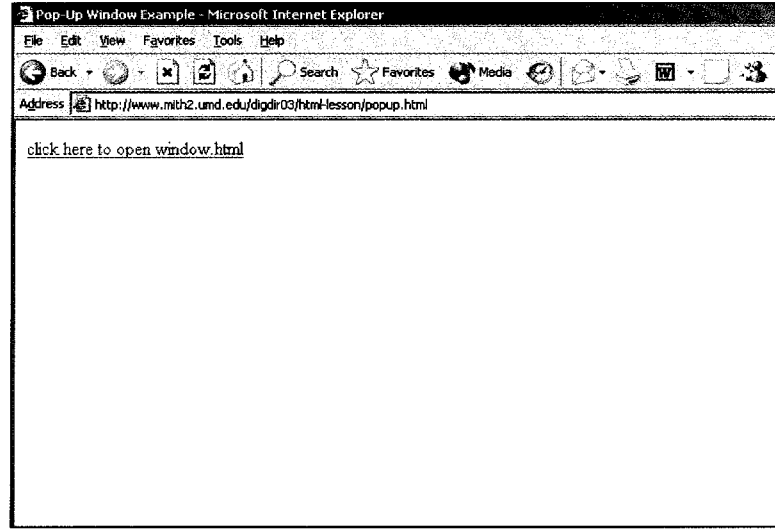 Pop-Up Window Example - Microsoft Internet Explorer
File Edit View Favorites Tools Help
Back Search Favorites Media W
Address http://www.mith2.umd.edu/digdir03/html-lesson/popup.html
click here to open window.html